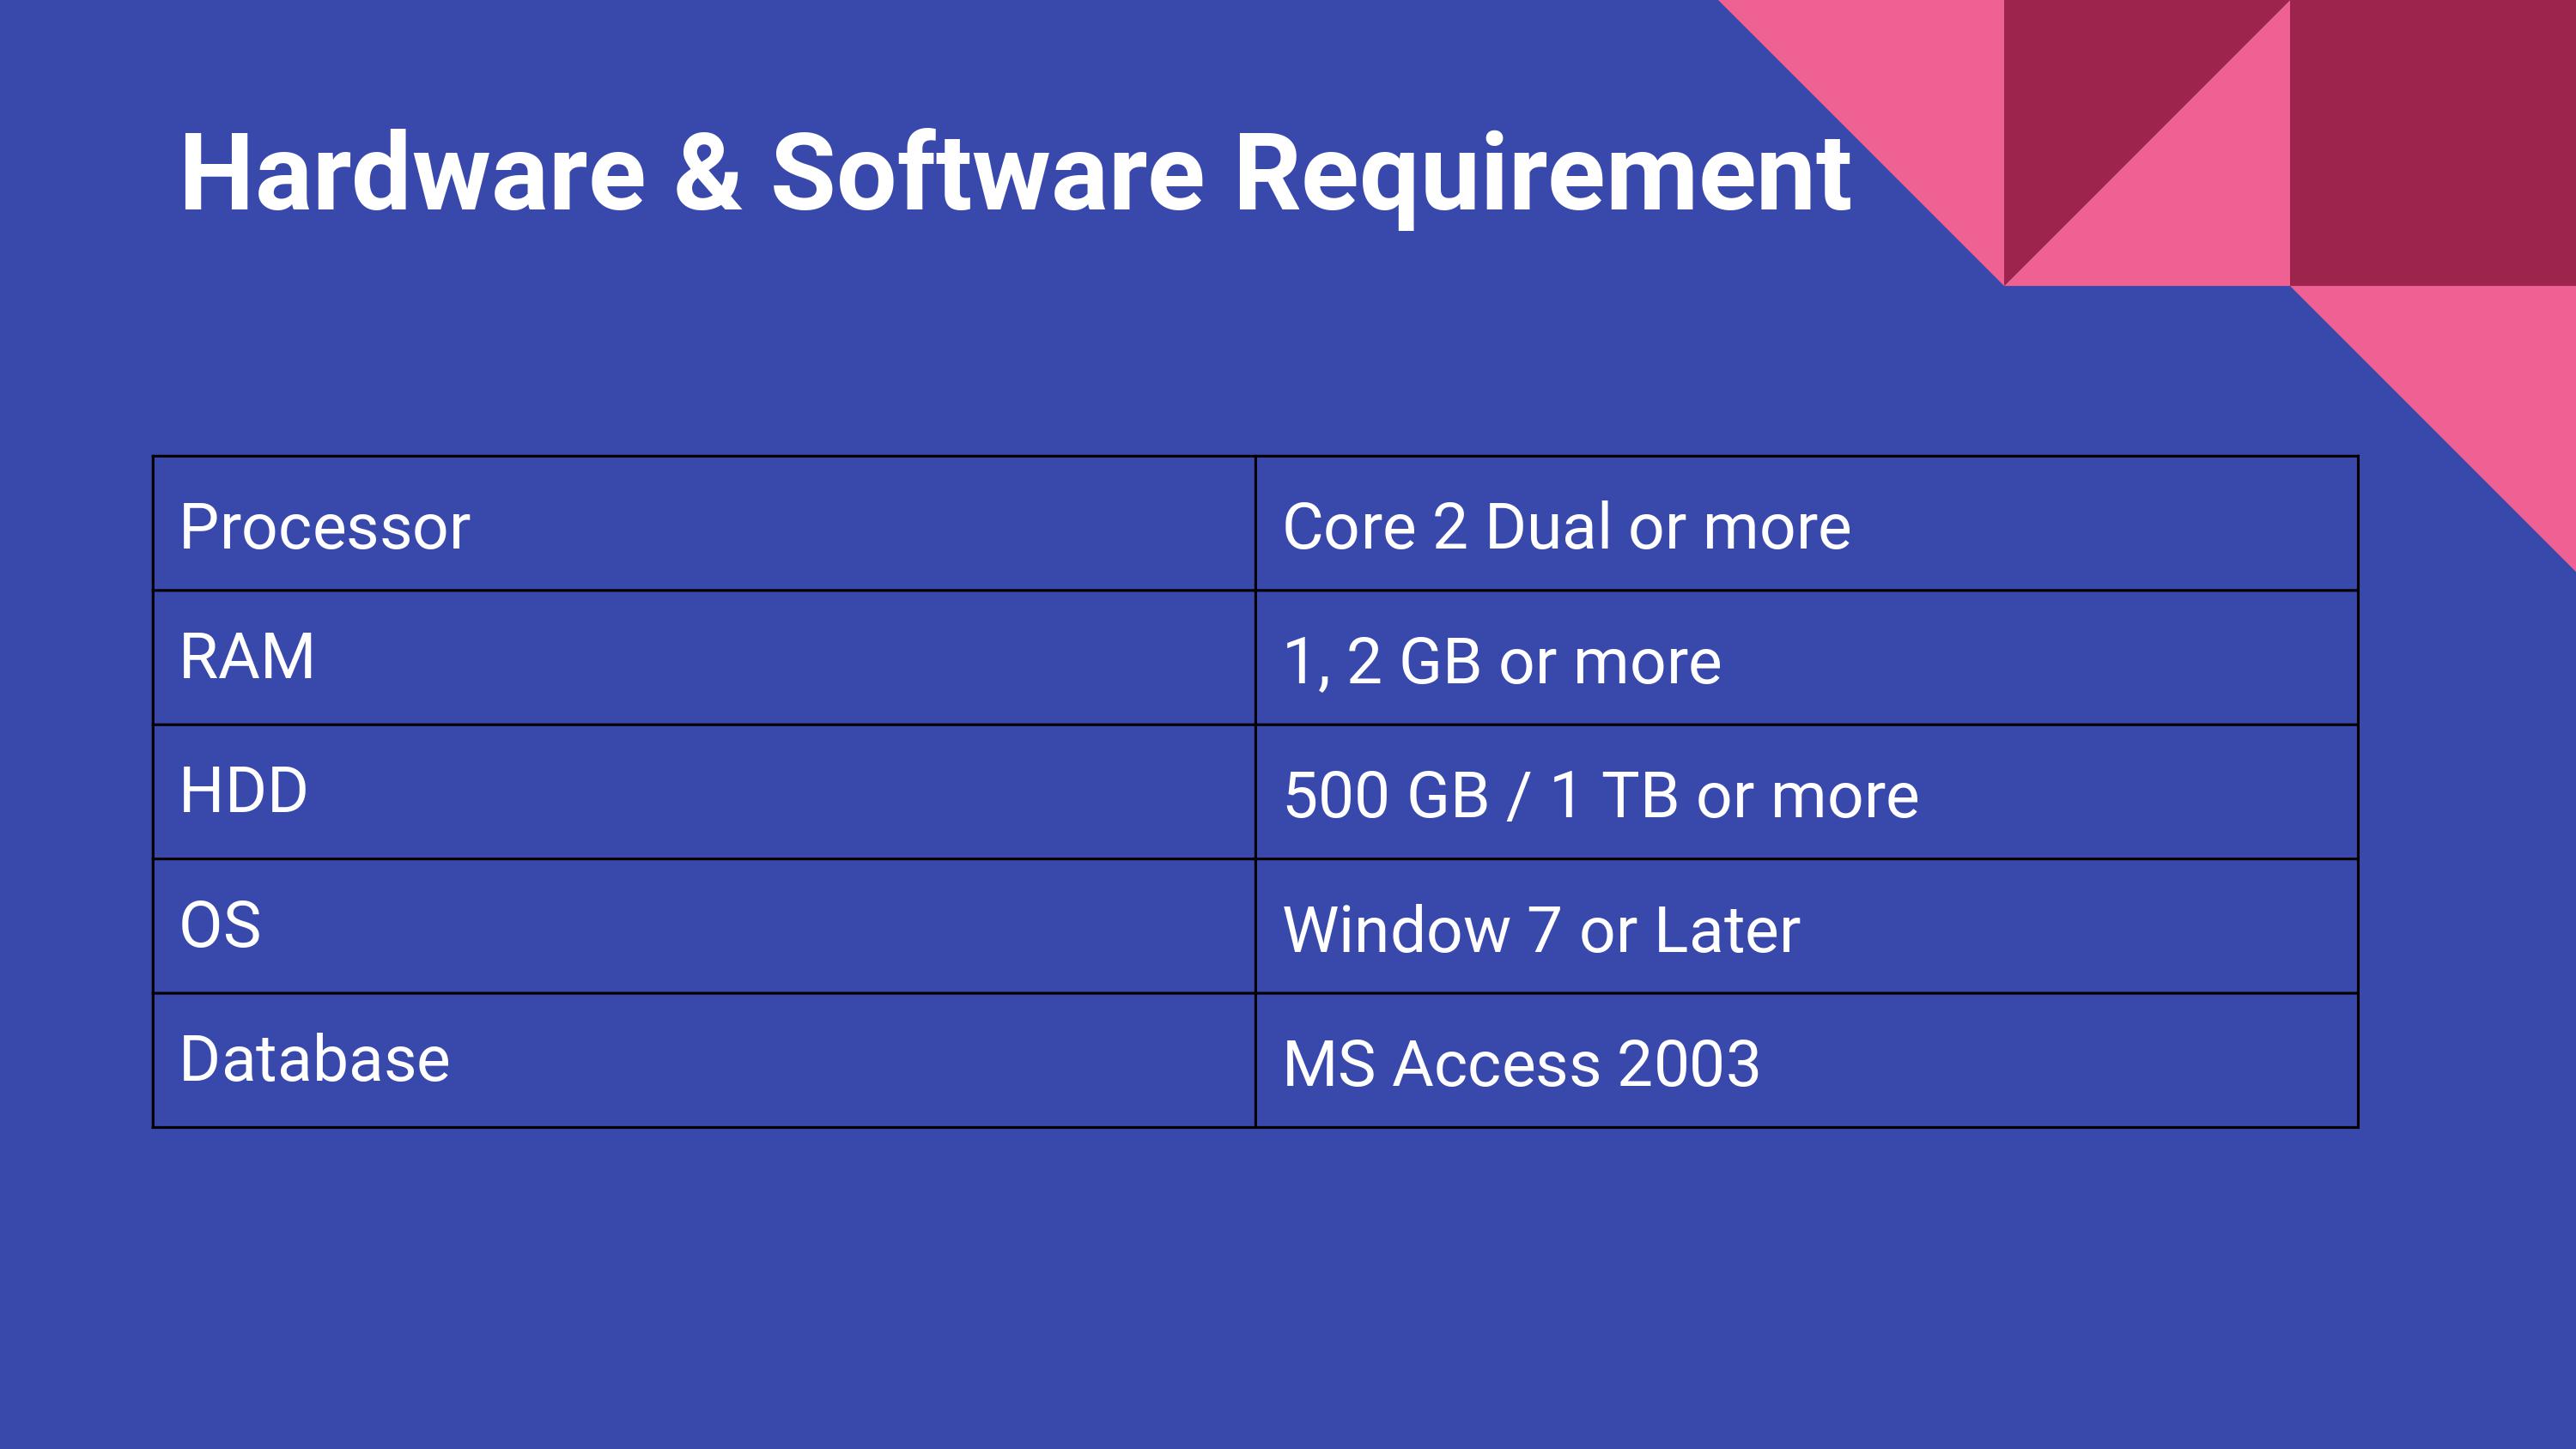 Hardware & Software Requirement
Processor
Core 2 Dual or more
RAM
1, 2 GB or more
HDD
500 GB / 1 TB or more
OS
Window 7 or Later
Database
MS Access 2003